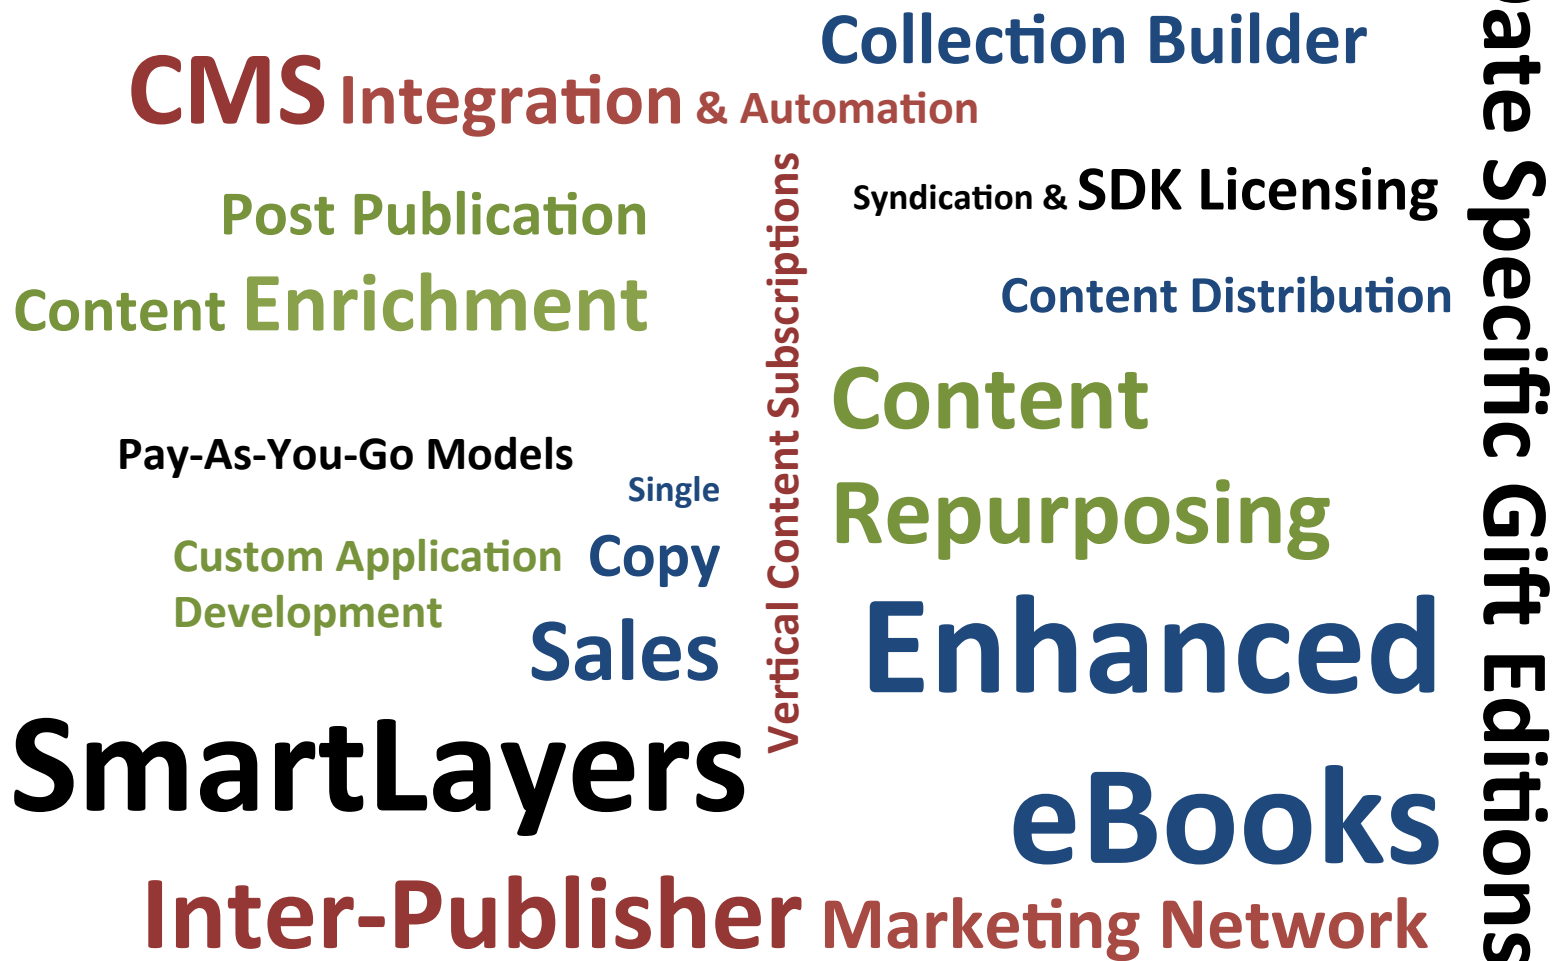 Collection Builder
CMS Integration & Automation
Post Publication
Content Enrichment
Syndication & SDK Licensing
Content Distribution
Vertical Content Subscriptions
Pay-As-You-Go Models
Custom Application
Development
Single
Copy
Sales
Content
Repurposing
Enhanced
eBooks
SmartLayers
Inter-Publisher Marketing Network
Specific Gift Editions